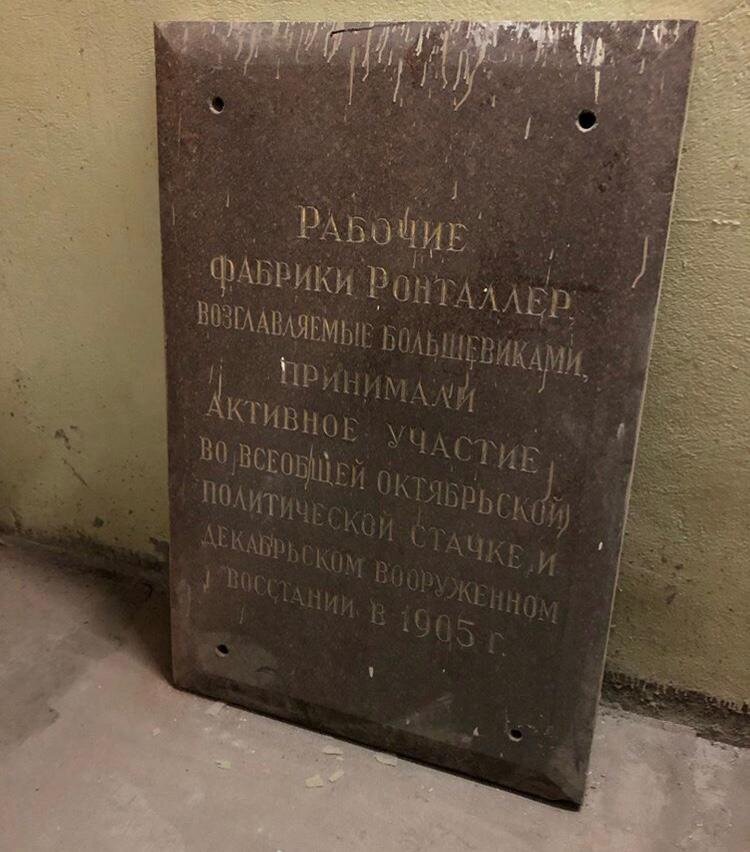 Рабочие
фабрики Ронталлер,
возглавляемые большевиками,
принимали
активное участие
во всеобщей октябрьской
политической стачке и
декабрьском вооруженном
восстании в 1905 г.